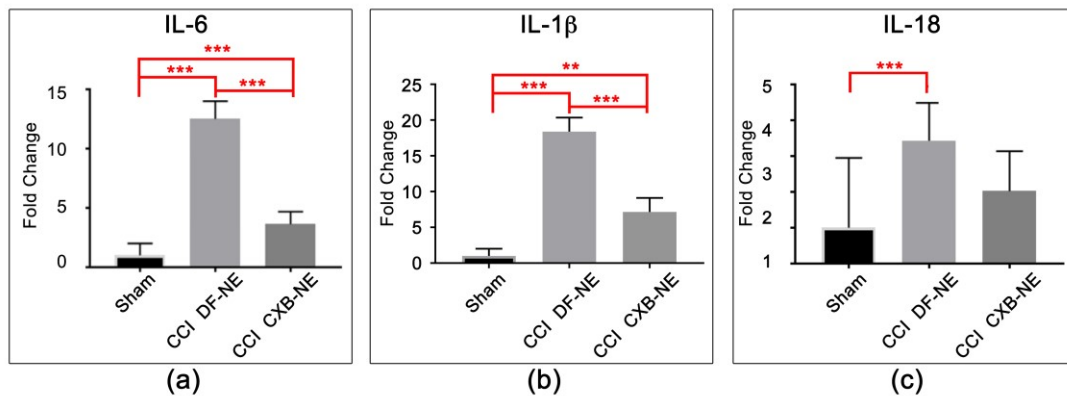 IL-6
***
*** ***
Fold Change
15
10
5
0
Sham
CCI DF-NE
CCI CXB-NE
(a)
IL-1β
**
*** ***
Fold Change
25
20
15
10
5
0
Sham
CCI DF-NE
CCI CXB-NE
(b)
IL-18
***
Fold Change
5
4
3
2
1
Sham
CCI DF-NE
CCI CXB-NE
(c)